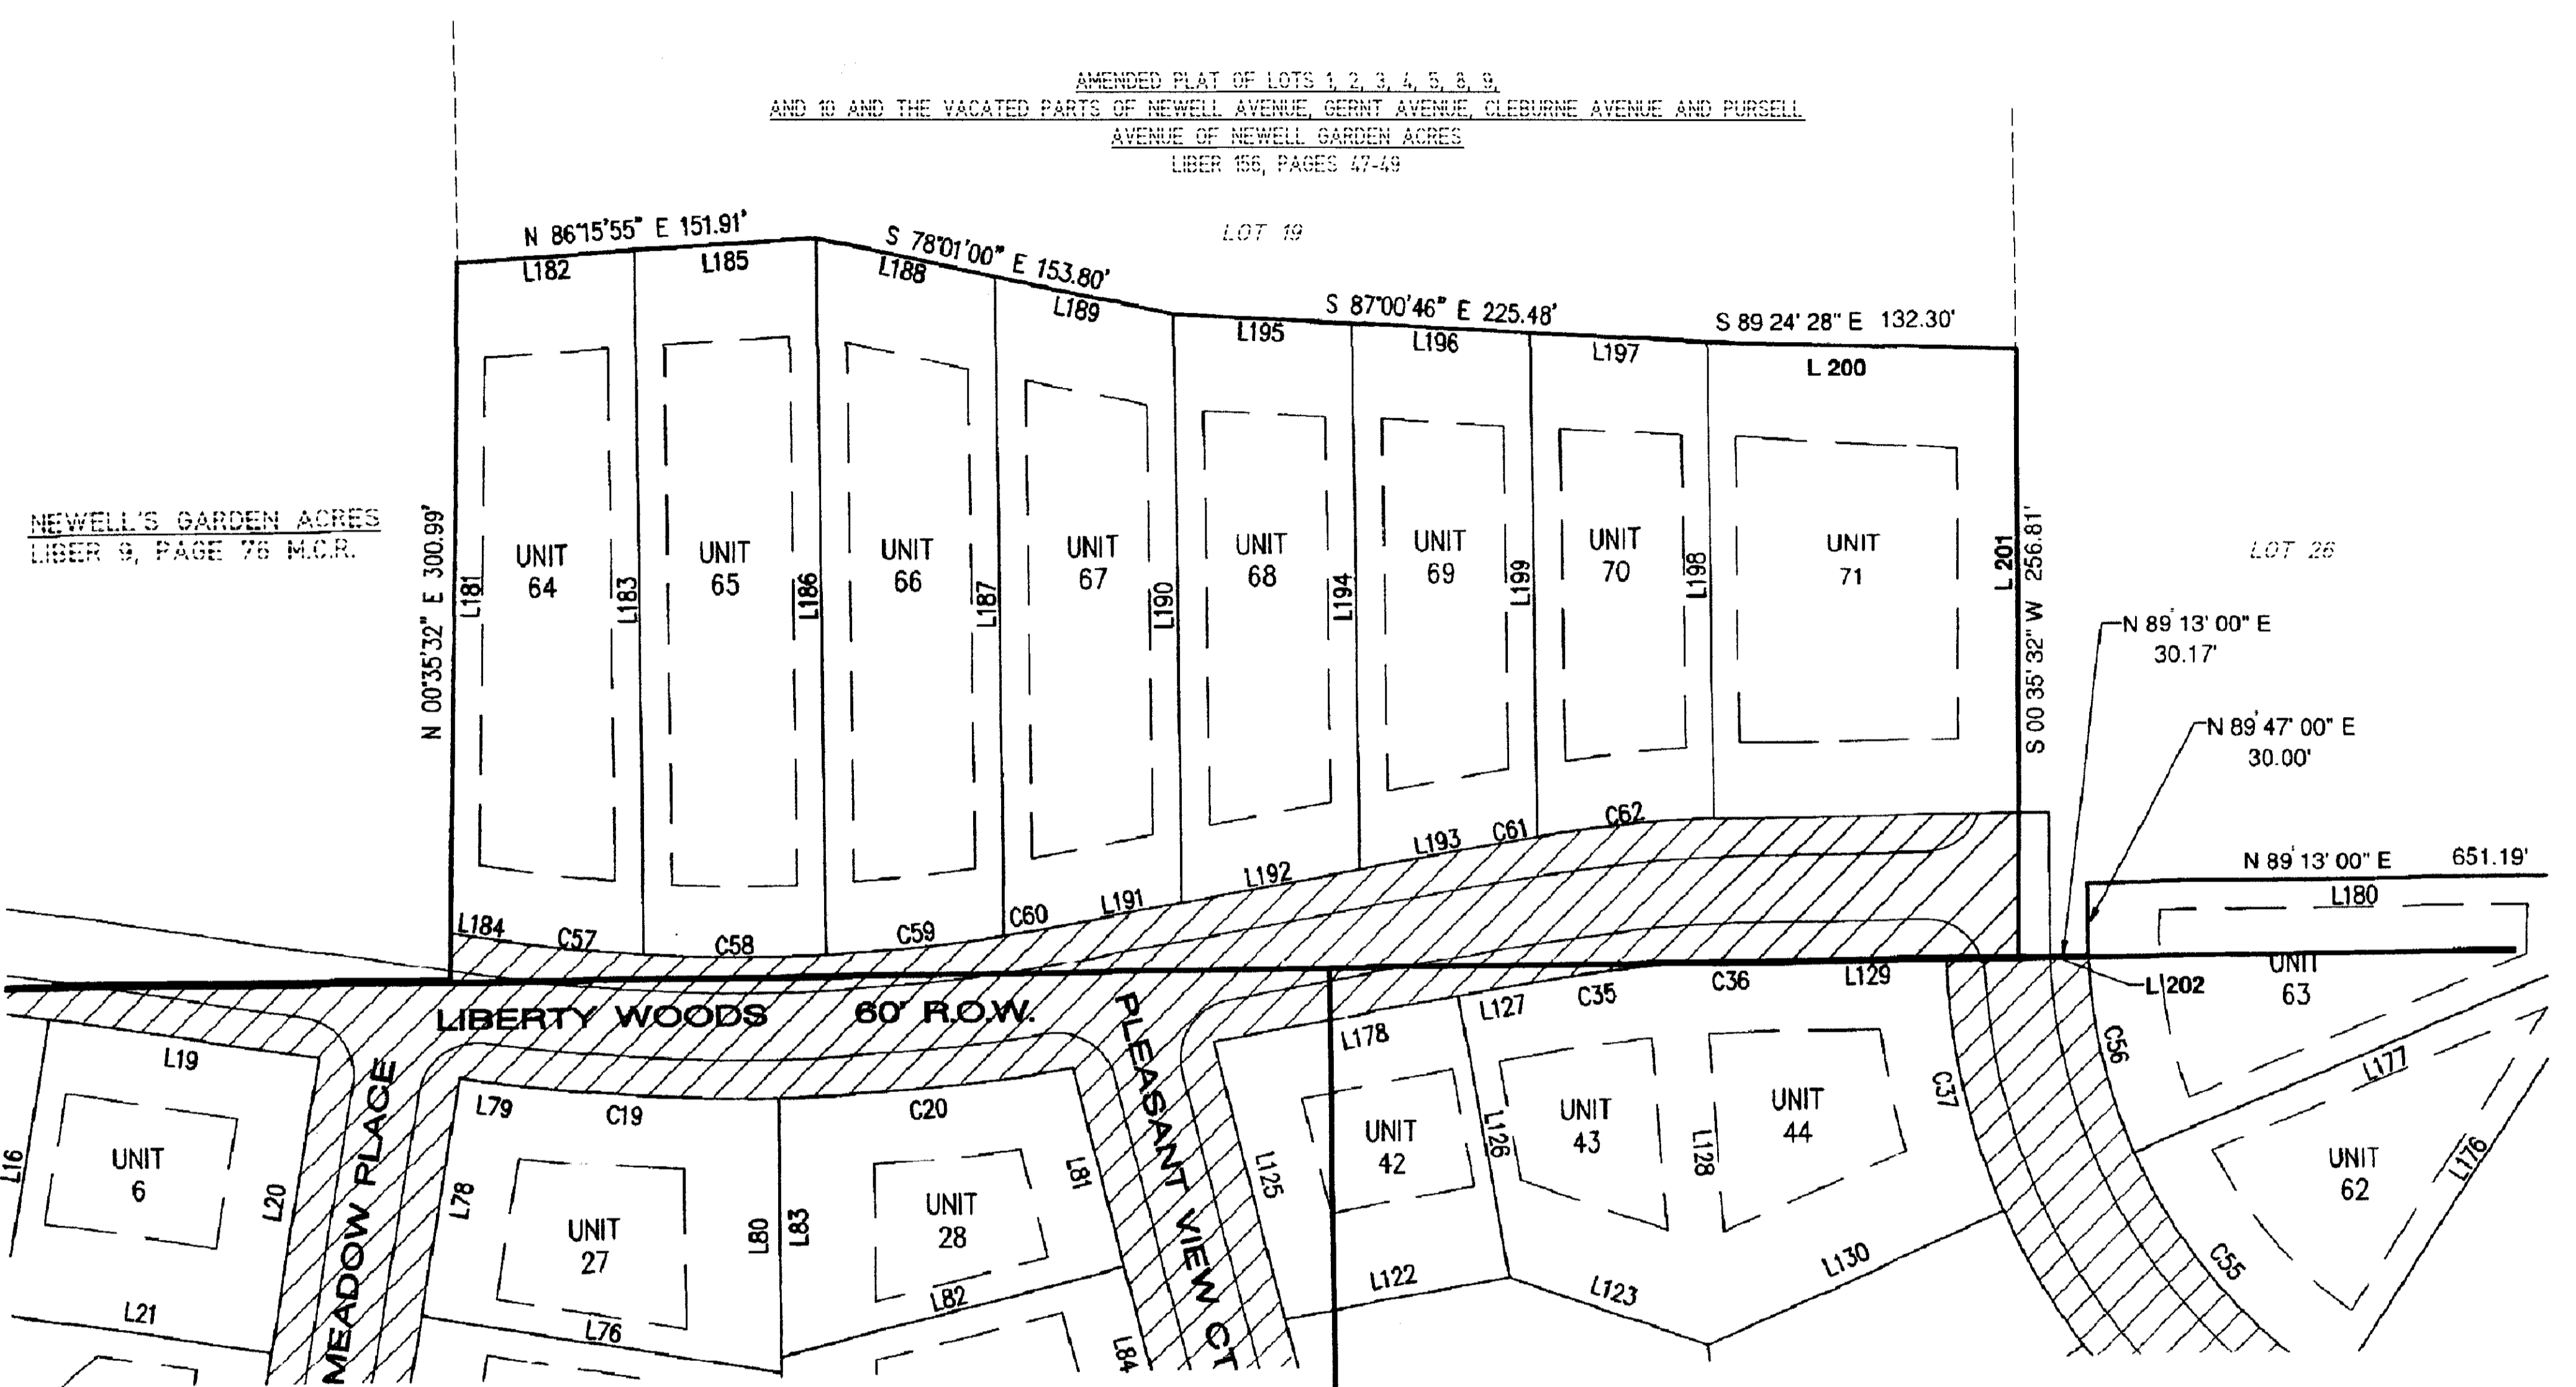 AMENDED PLAT OF LOTS 1, 2, 3, 4, 5, 8, 9,
AND 10 AND THE VACATED PARTS OF NEWELL AVENUE, GERNT AVENUE, CLEBURNE AVENUE AND PURSELL
AVENUE OF NEWELL GARDEN ACRES
LIBER 156, PAGES 47-49
LOT 19
N 86°15'55" E 151.91'
S 78°01'00" E 153.80'
S 87°00'46" E 225.48'
S 89 24' 28" E 132.30'
L182
L185
L188
L189
L195
L196
L197
L 200
NEWELL'S GARDEN ACRES
LIBER 9, PAGE 76 M.C.R.
N 00°35'32" E 300.99'
L181
UNIT
64
L183
UNIT
65
L186
UNIT
66
L187
UNIT
67
L190
UNIT
68
L194
UNIT
69
L199
UNIT
70
L198
UNIT
71
L 201
S 00 35' 32" W 256.81'
LOT 26
N 89 13' 00" E
30.17'
N 89 47' 00" E
30.00'
N 89 13' 00" E 651.19'
L180
L184
C57
C58
C59
C60
L191
L192
L193
C61
C62
LIBERTY WOODS 60' R.O.W.
PLEASANT VIEW CT
MEADOW PLACE
L178
L127
C35
C36
L129
L 202
UNIT
63
L19
L16
UNIT
6
L20
L21
L79
C19
C20
L78
UNIT
27
L80
L83
UNIT
28
L81
L76
L82
L84
L125
UNIT
42
L126
UNIT
43
L128
UNIT
44
C37
L122
L123
L130
C56
L177
UNIT
62
L176
C55